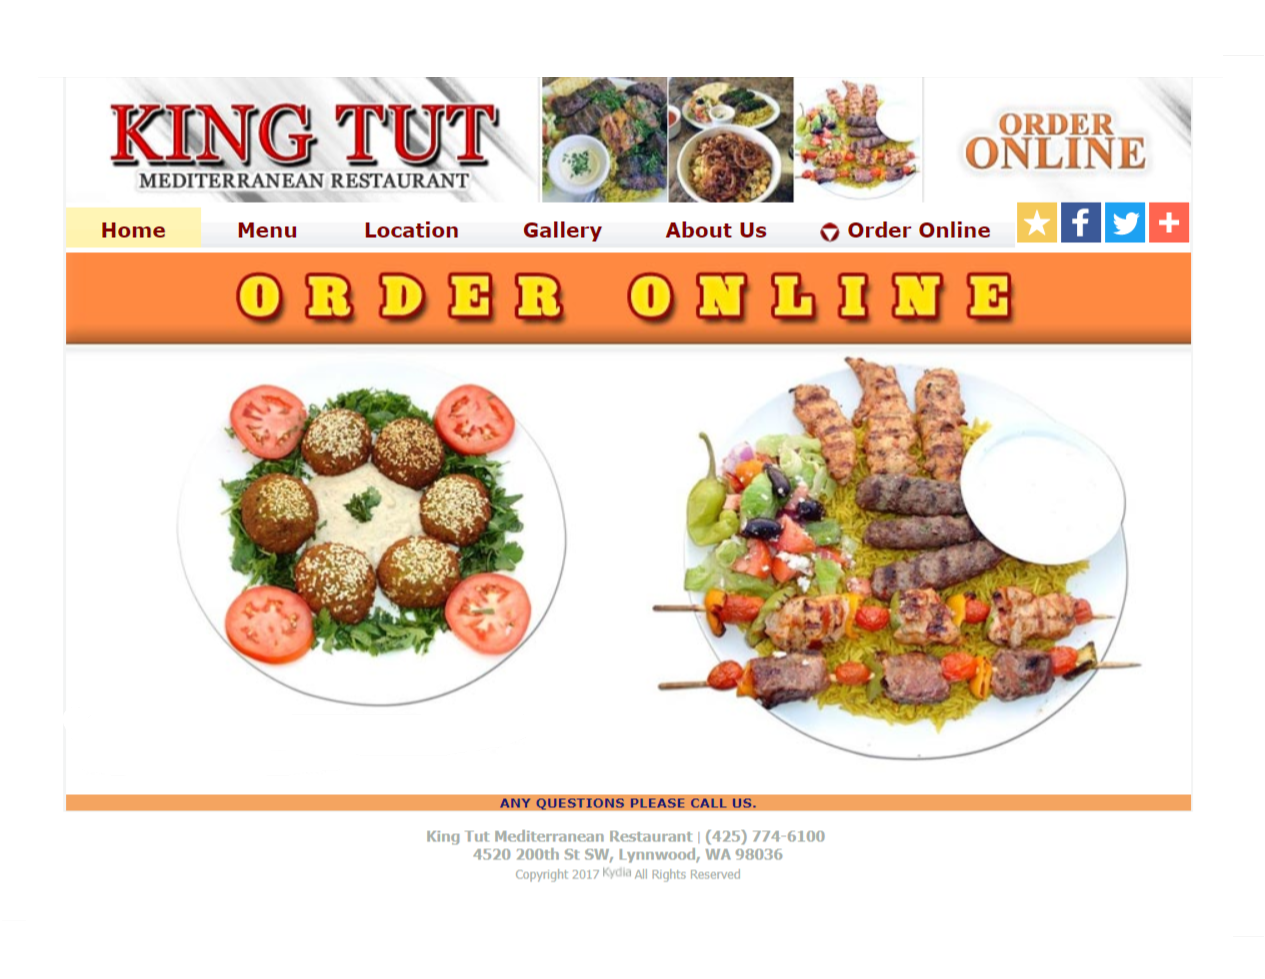 KING TUT
MEDITERRANEAN RESTAURANT
ORDER
ONLINE
Home Menu Location Gallery About Us Order Online
ORDER ONLINE
ANY QUESTIONS PLEASE CALL US.
King Tut Mediterranean Restaurant | (425) 774-6100
4520 200th St SW, Lynnwood, WA 98036
Copyright 2017 Kydia All Rights Reserved